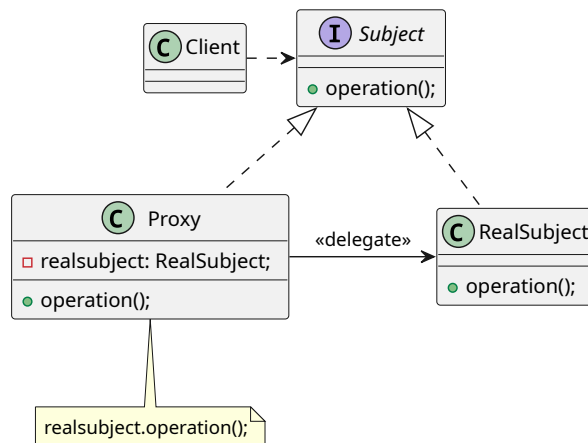 C Client
I Subject
operation();
C Proxy
realsubject: RealSubject;
operation();
«delegate»
C RealSubject
operation();
realsubject.operation();